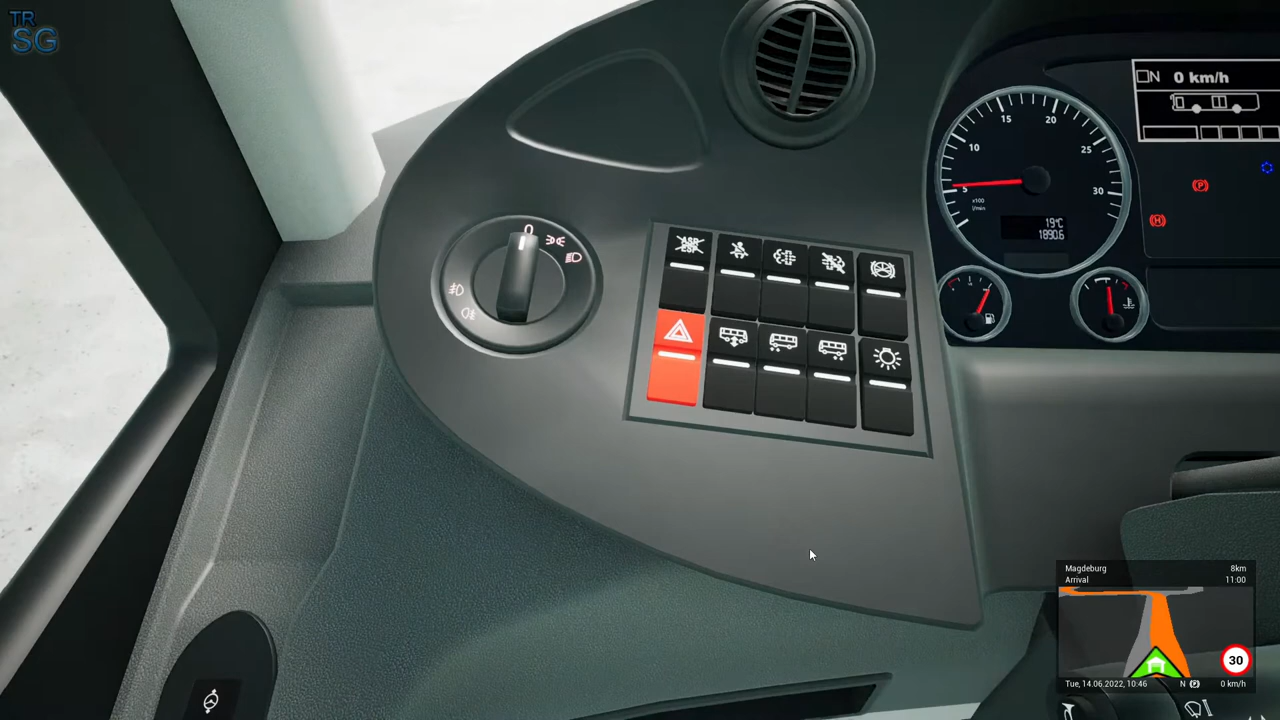 TR
SG
N 0 km/h
15
20
10
25
5
30
x100
l/min
19°C
1890.6
0
ASR
ESP
P
H
Magdeburg 8km
Arrival 11:00
30
Tue, 14.06.2022, 10:46 N (P) 0 km/h